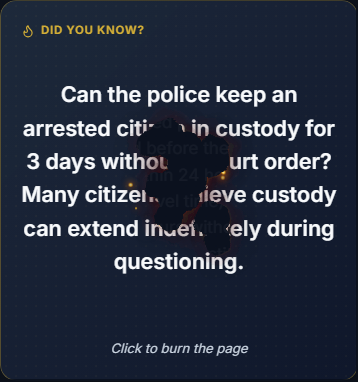 DID YOU KNOW?
Can the police keep an
arrested in custody for
3 days order?
Many custody
can extend during
questioning.
Click to burn the page